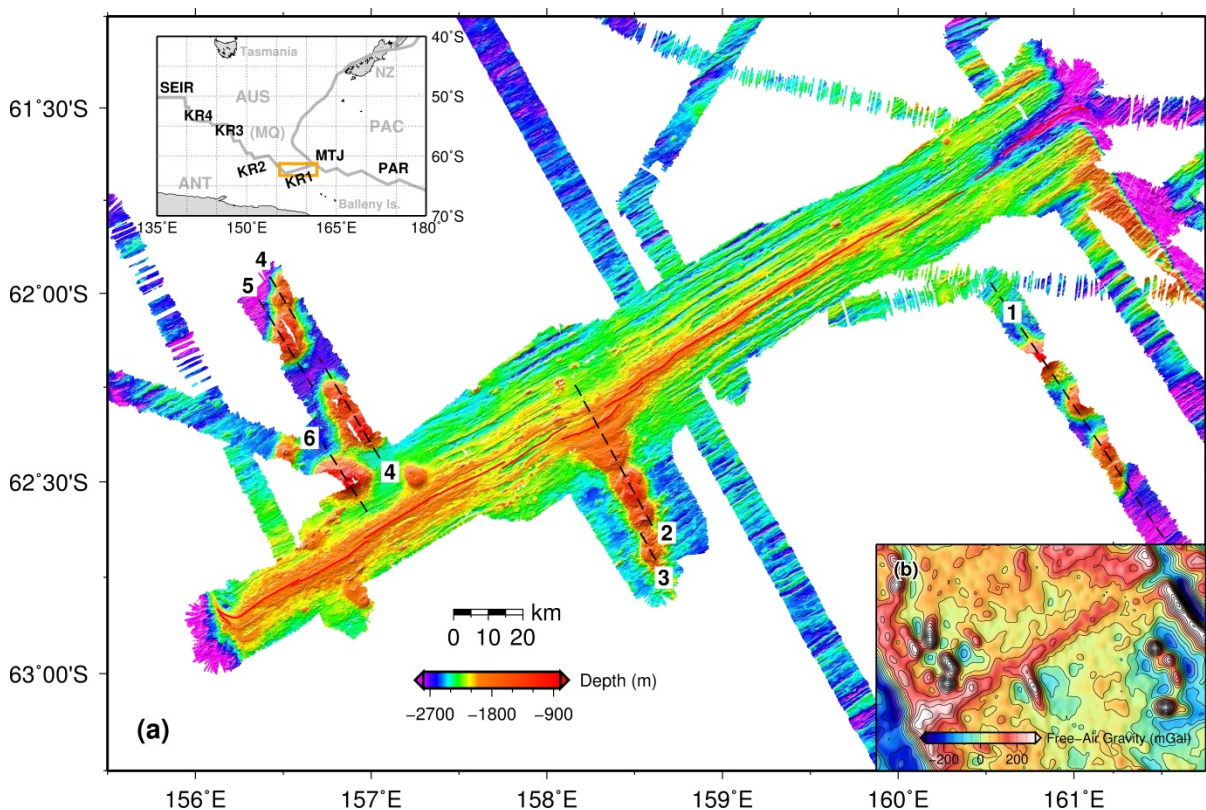 Tasmania
SEIR
AUS
NZ
KR4
KR3
(MQ)
PAC
MTJ
KR2
KR1
PAR
ANT
Balleny Is.
40°S
50°S
60°S
70°S
135°E 150°E 165°E 180°
61°30'S
62°00'S
62°30'S
63°00'S
4
5
1
6
4
2
3
0 10 20 km
Depth (m)
−2700 −1800 −900
(a)
(b)
Free−Air Gravity (mGal)
−200 0 200
156°E 157°E 158°E 159°E 160°E 161°E